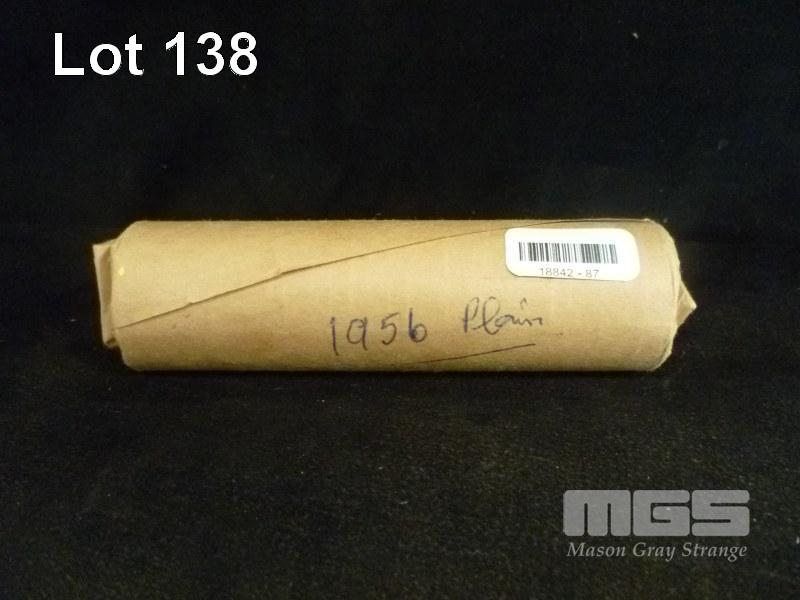 Lot 138
18842 - 87
1956 Plain
MGS
Mason Gray Strange